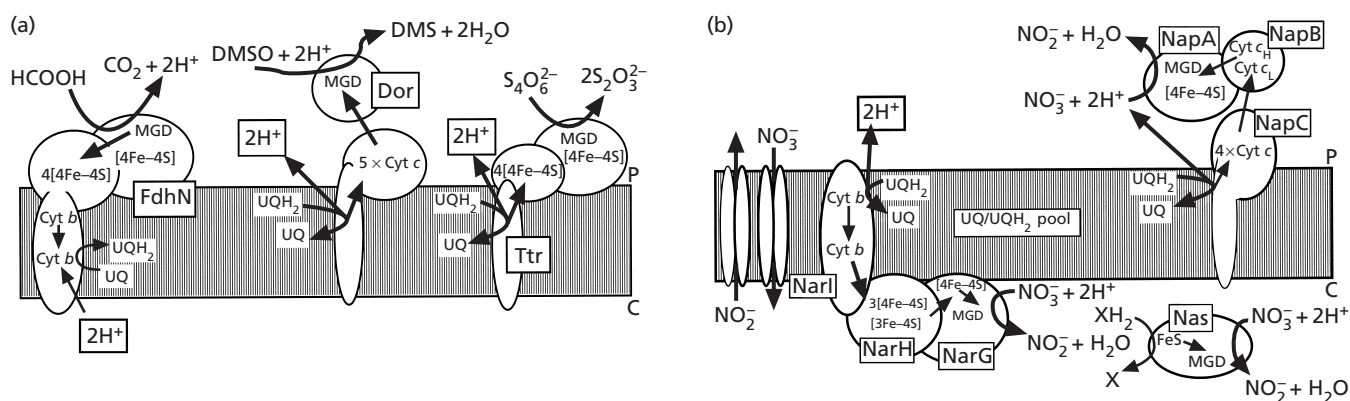 (a)
DMSO + 2H⁺
DMS + 2H₂O
HCOOH
CO₂ + 2H⁺
S₄O₆²⁻
2S₂O₃²⁻
MGD
Dor
2H⁺
2H⁺
MGD
[4Fe–4S]
4[4Fe–4S]
FdhN
5 × Cyt c
MGD
[4Fe–4S]
4[4Fe–4S]
P
Cyt b
Cyt b
UQH₂
UQ
UQH₂
UQ
UQH₂
UQ
Ttr
C
2H⁺
(b)
NO₂⁻ + H₂O
NapA
NapB
MGD
[4Fe–4S]
Cyt c_H
Cyt c_L
NO₃⁻ + 2H⁺
2H⁺
NO₃⁻
NapC
4×Cyt c
P
Cyt b
Cyt b
UQH₂
UQ
UQ/UQH₂ pool
UQH₂
UQ
NarI
C
NO₂⁻
3[4Fe–4S]
[3Fe–4S]
NarH
[4Fe–4S]
MGD
NarG
NO₃⁻ + 2H⁺
NO₂⁻ + H₂O
XH₂
X
Nas
FeS
MGD
NO₃⁻ + 2H⁺
NO₂⁻ + H₂O